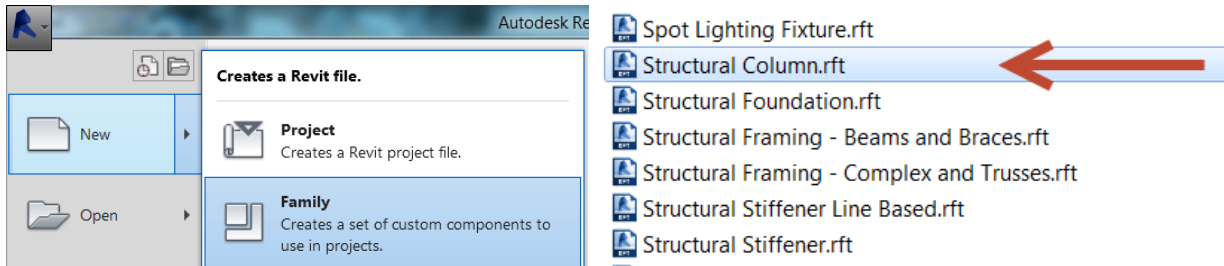 Autodesk Re
Creates a Revit file.
New
Project
Creates a Revit project file.
Open
Family
Creates a set of custom components to
use in projects.
Spot Lighting Fixture.rft
Structural Column.rft
Structural Foundation.rft
Structural Framing - Beams and Braces.rft
Structural Framing - Complex and Trusses.rft
Structural Stiffener Line Based.rft
Structural Stiffener.rft